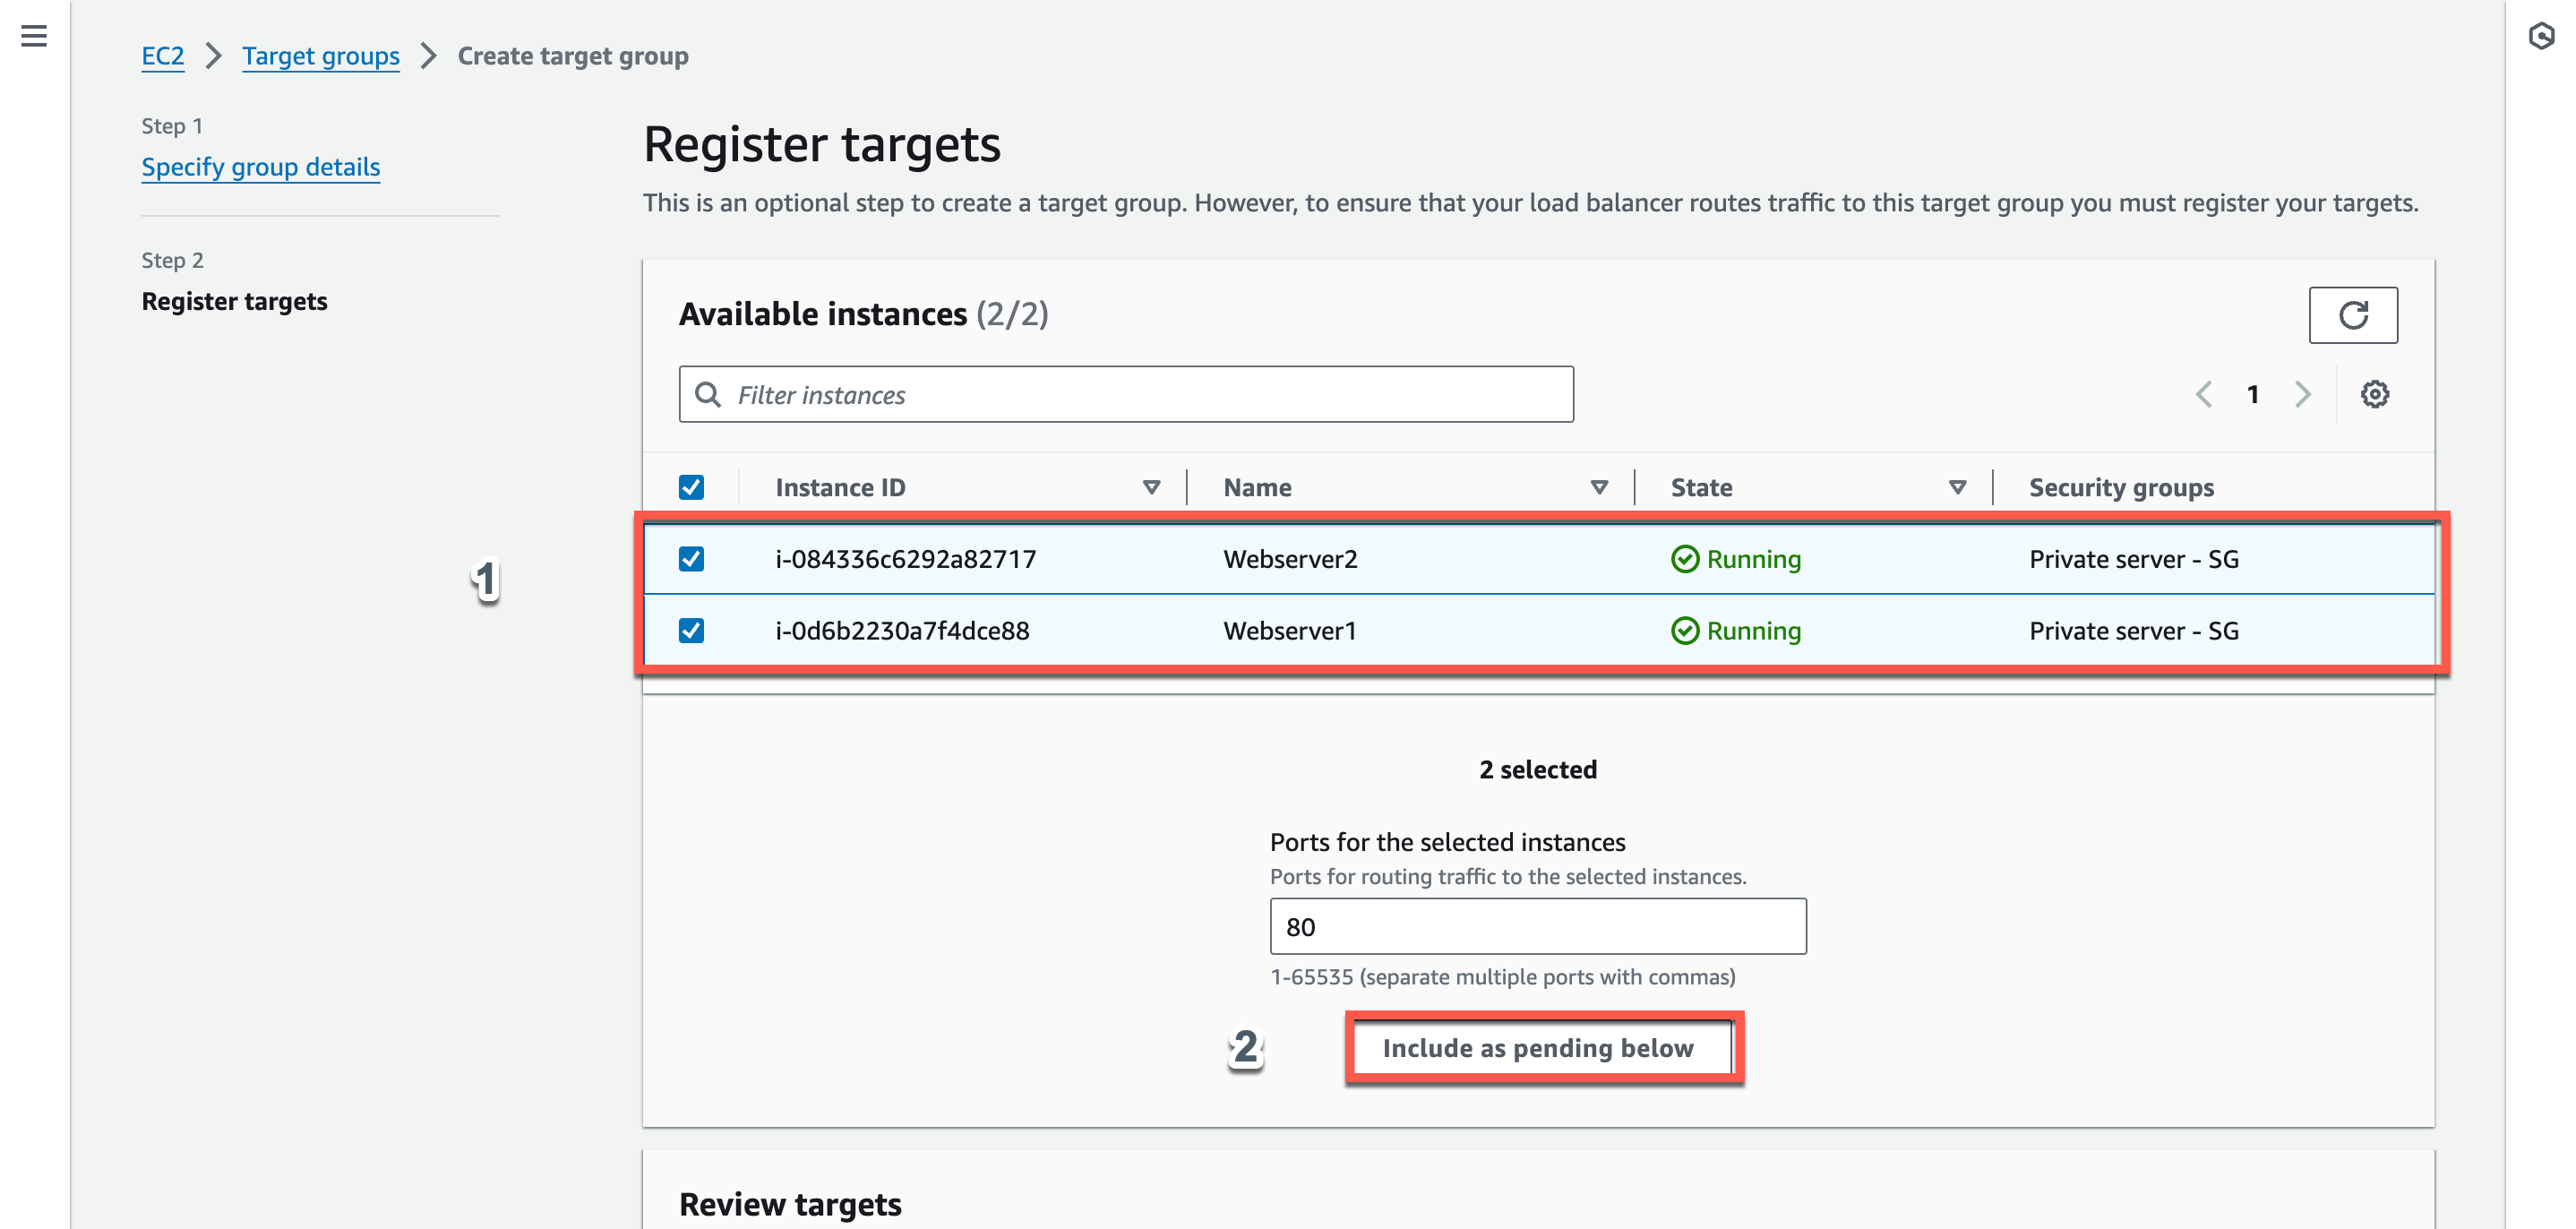 EC2 > Target groups > Create target group
Step 1
Specify group details
Step 2
Register targets
Register targets
This is an optional step to create a target group. However, to ensure that your load balancer routes traffic to this target group you must register your targets.
Available instances (2/2)
Filter instances
1
Instance ID Name State Security groups
1
i-084336c6292a82717 Webserver2 Running Private server - SG
i-0d6b2230a7f4dce88 Webserver1 Running Private server - SG
2 selected
Ports for the selected instances
Ports for routing traffic to the selected instances.
80
1-65535 (separate multiple ports with commas)
2 Include as pending below
Review targets